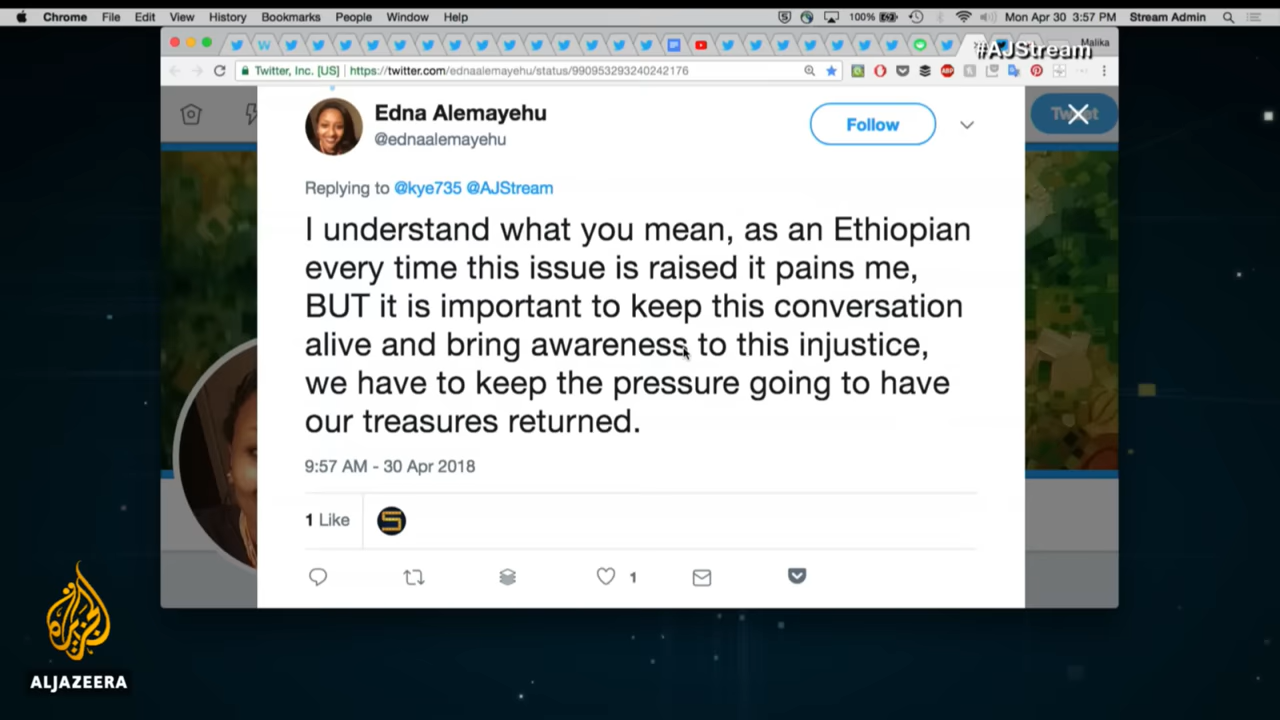 Chrome File Edit View History Bookmarks People Window Help 100% Mon Apr 30 3:57 PM Stream Admin
Malika
#AJStream
Twitter, Inc. [US] https://twitter.com/ednaalemayehu/status/990953293240242176
Edna Alemayehu
@ednaalemayehu
Follow
Tweet
Replying to @kye735 @AJStream
I understand what you mean, as an Ethiopian
every time this issue is raised it pains me,
BUT it is important to keep this conversation
alive and bring awareness to this injustice,
we have to keep the pressure going to have
our treasures returned.
9:57 AM - 30 Apr 2018
1 Like
1
الجزيرة
ALJAZEERA